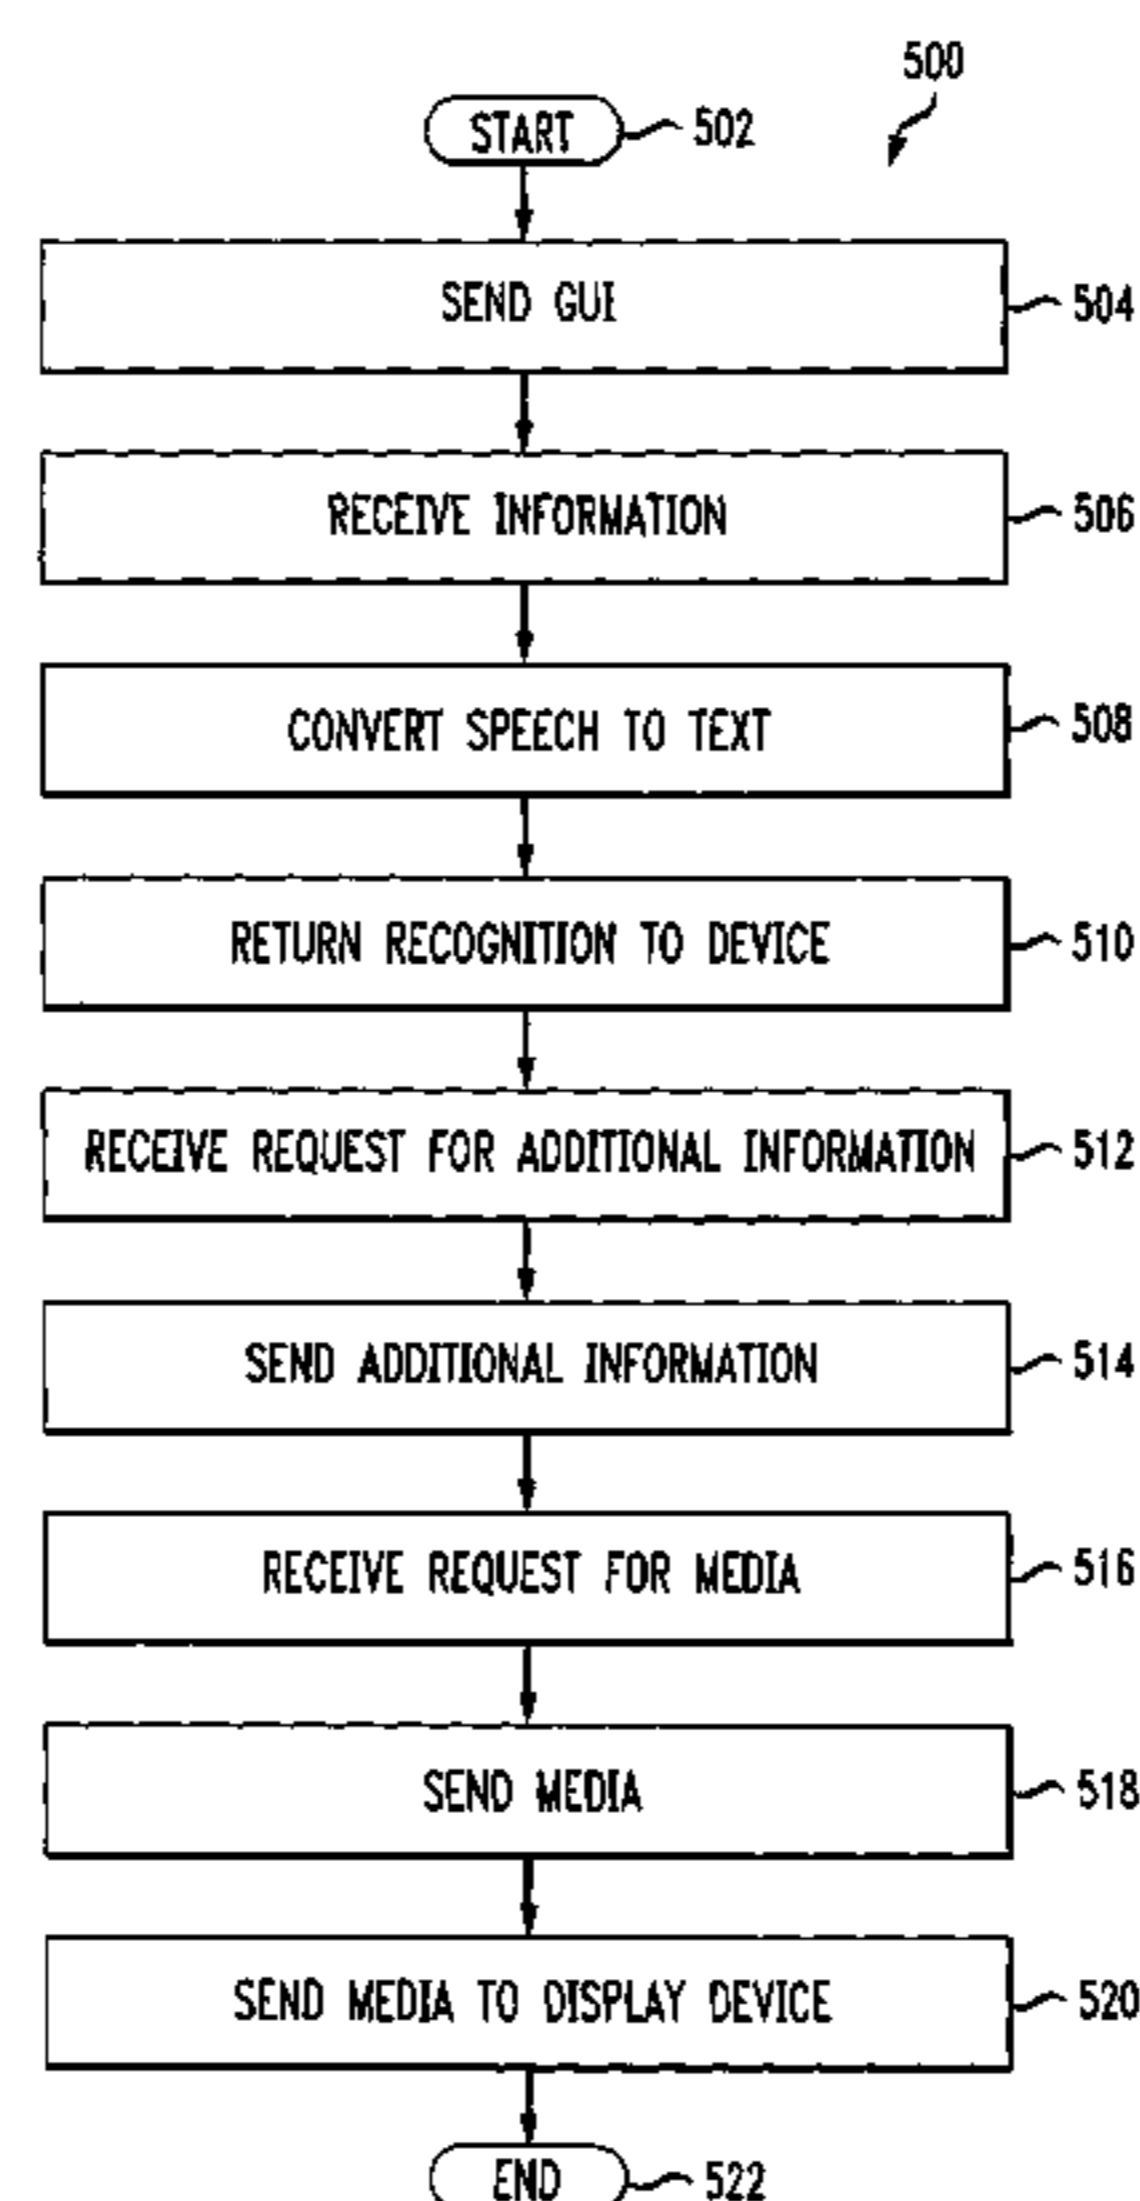 500
START 502
SEND GUI 504
RECEIVE INFORMATION 506
CONVERT SPEECH TO TEXT 508
RETURN RECOGNITION TO DEVICE 510
RECEIVE REQUEST FOR ADDITIONAL INFORMATION 512
SEND ADDITIONAL INFORMATION 514
RECEIVE REQUEST FOR MEDIA 516
SEND MEDIA 518
SEND MEDIA TO DISPLAY DEVICE 520
END 522